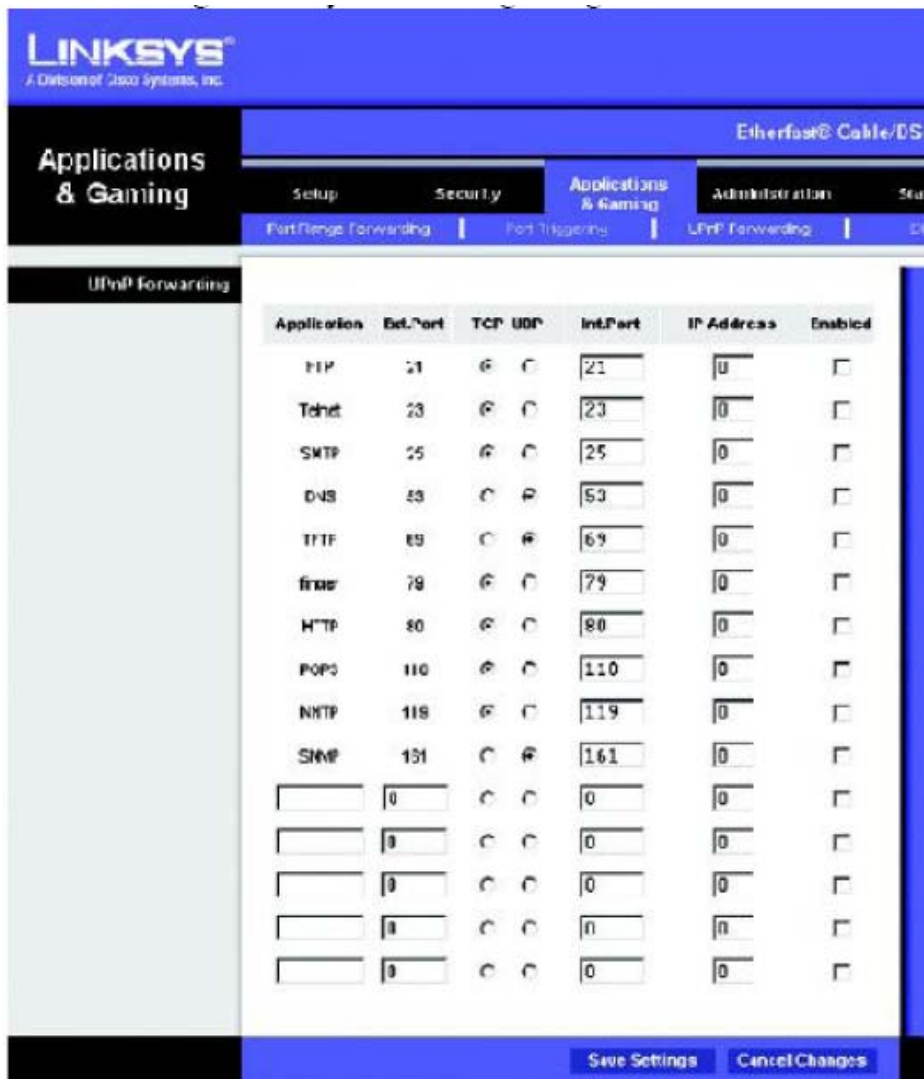 LINKSYS®
A Division of Cisco Systems, Inc.
Etherfast® Cable/DS
Applications
& Gaming
Setup Security Applications & Gaming Administration Sta
Port Range Forwarding | Port Triggering | UPnP Forwarding |
UPnP Forwarding
Application Ext.Port TCP UDP Int.Port IP Address Enabled
FTP 21 21 0
Telnet 23 23 0
SMTP 25 25 0
DNS 53 53 0
TFTP 69 69 0
finger 79 79 0
HTTP 80 80 0
POP3 110 110 0
NNTP 119 119 0
SNMP 161 161 0
0 0 0
0 0 0
0 0 0
0 0 0
0 0 0
Save Settings Cancel Changes